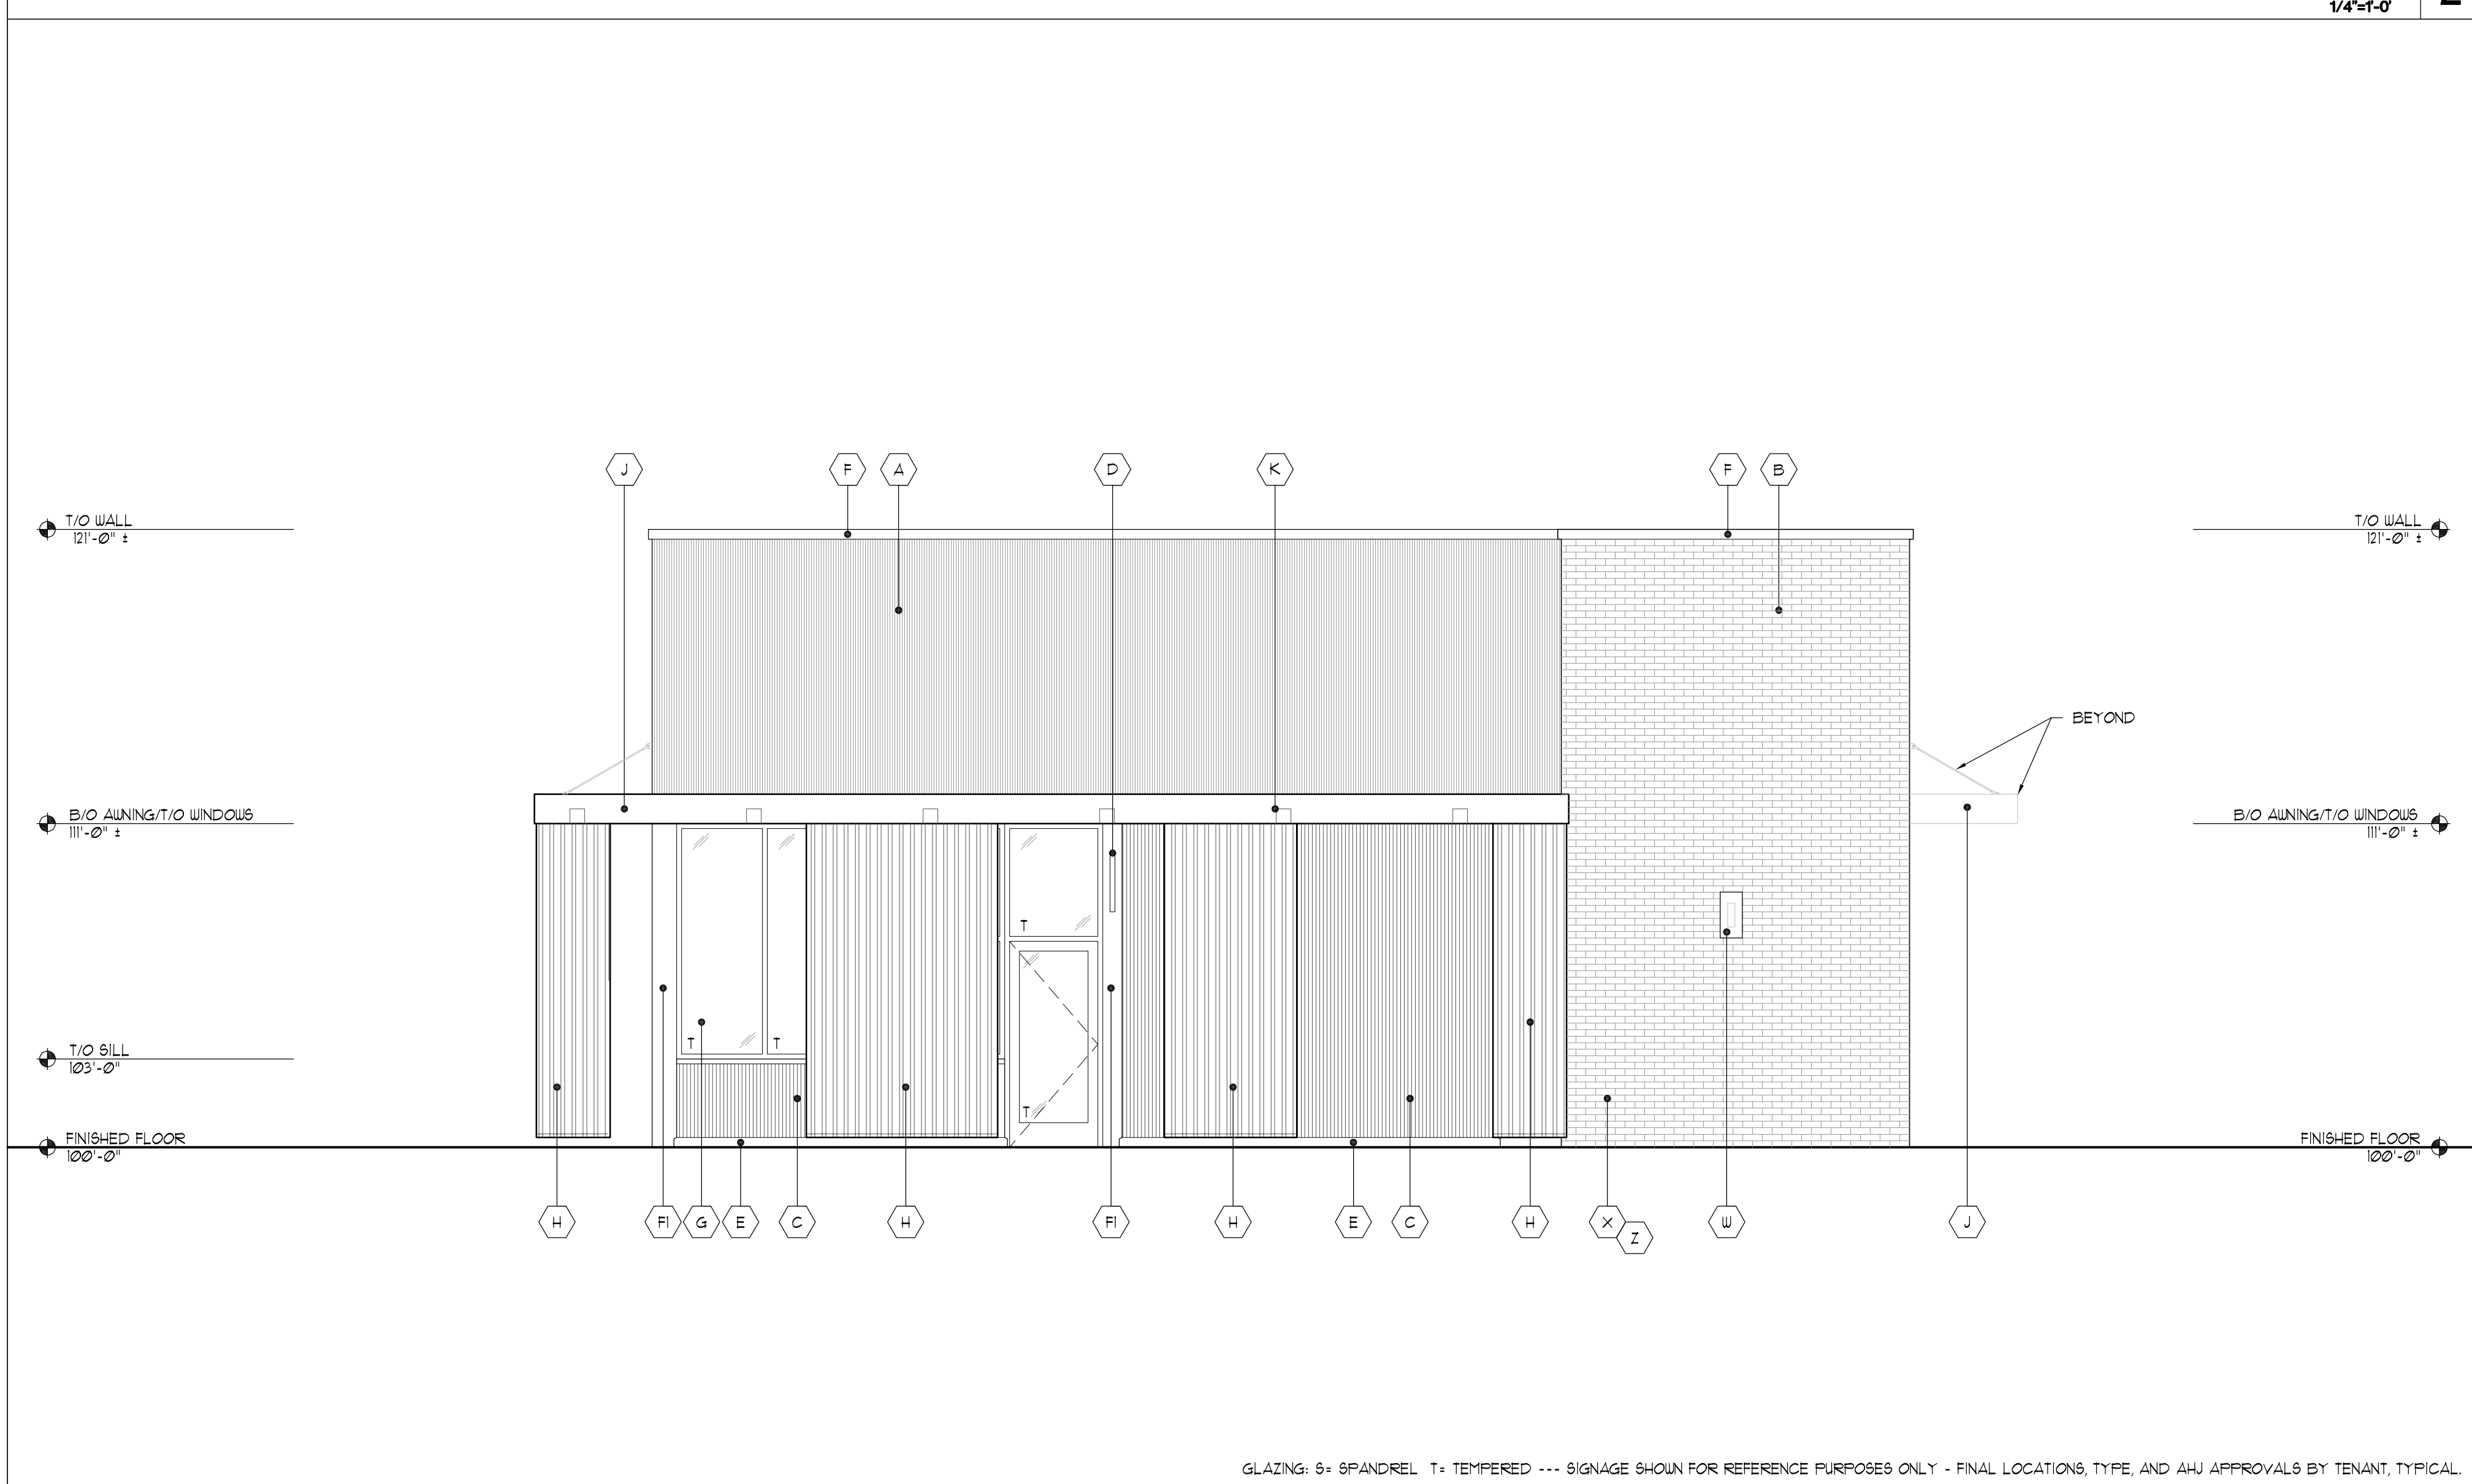 1/4"=1'-0"
J
F
A
D
K
F
B
T/O WALL
121'-0" ±
T/O WALL
121'-0" ±
BEYOND
B/O AWNING/T/O WINDOWS
111'-0" ±
B/O AWNING/T/O WINDOWS
111'-0" ±
T
T
T
T
T/O SILL
103'-0"
FINISHED FLOOR
100'-0"
FINISHED FLOOR
100'-0"
H
F1
G
E
C
H
F1
H
E
C
H
X
Z
W
J
GLAZING: S= SPANDREL T= TEMPERED --- SIGNAGE SHOWN FOR REFERENCE PURPOSES ONLY - FINAL LOCATIONS, TYPE, AND AHJ APPROVALS BY TENANT, TYPICAL.